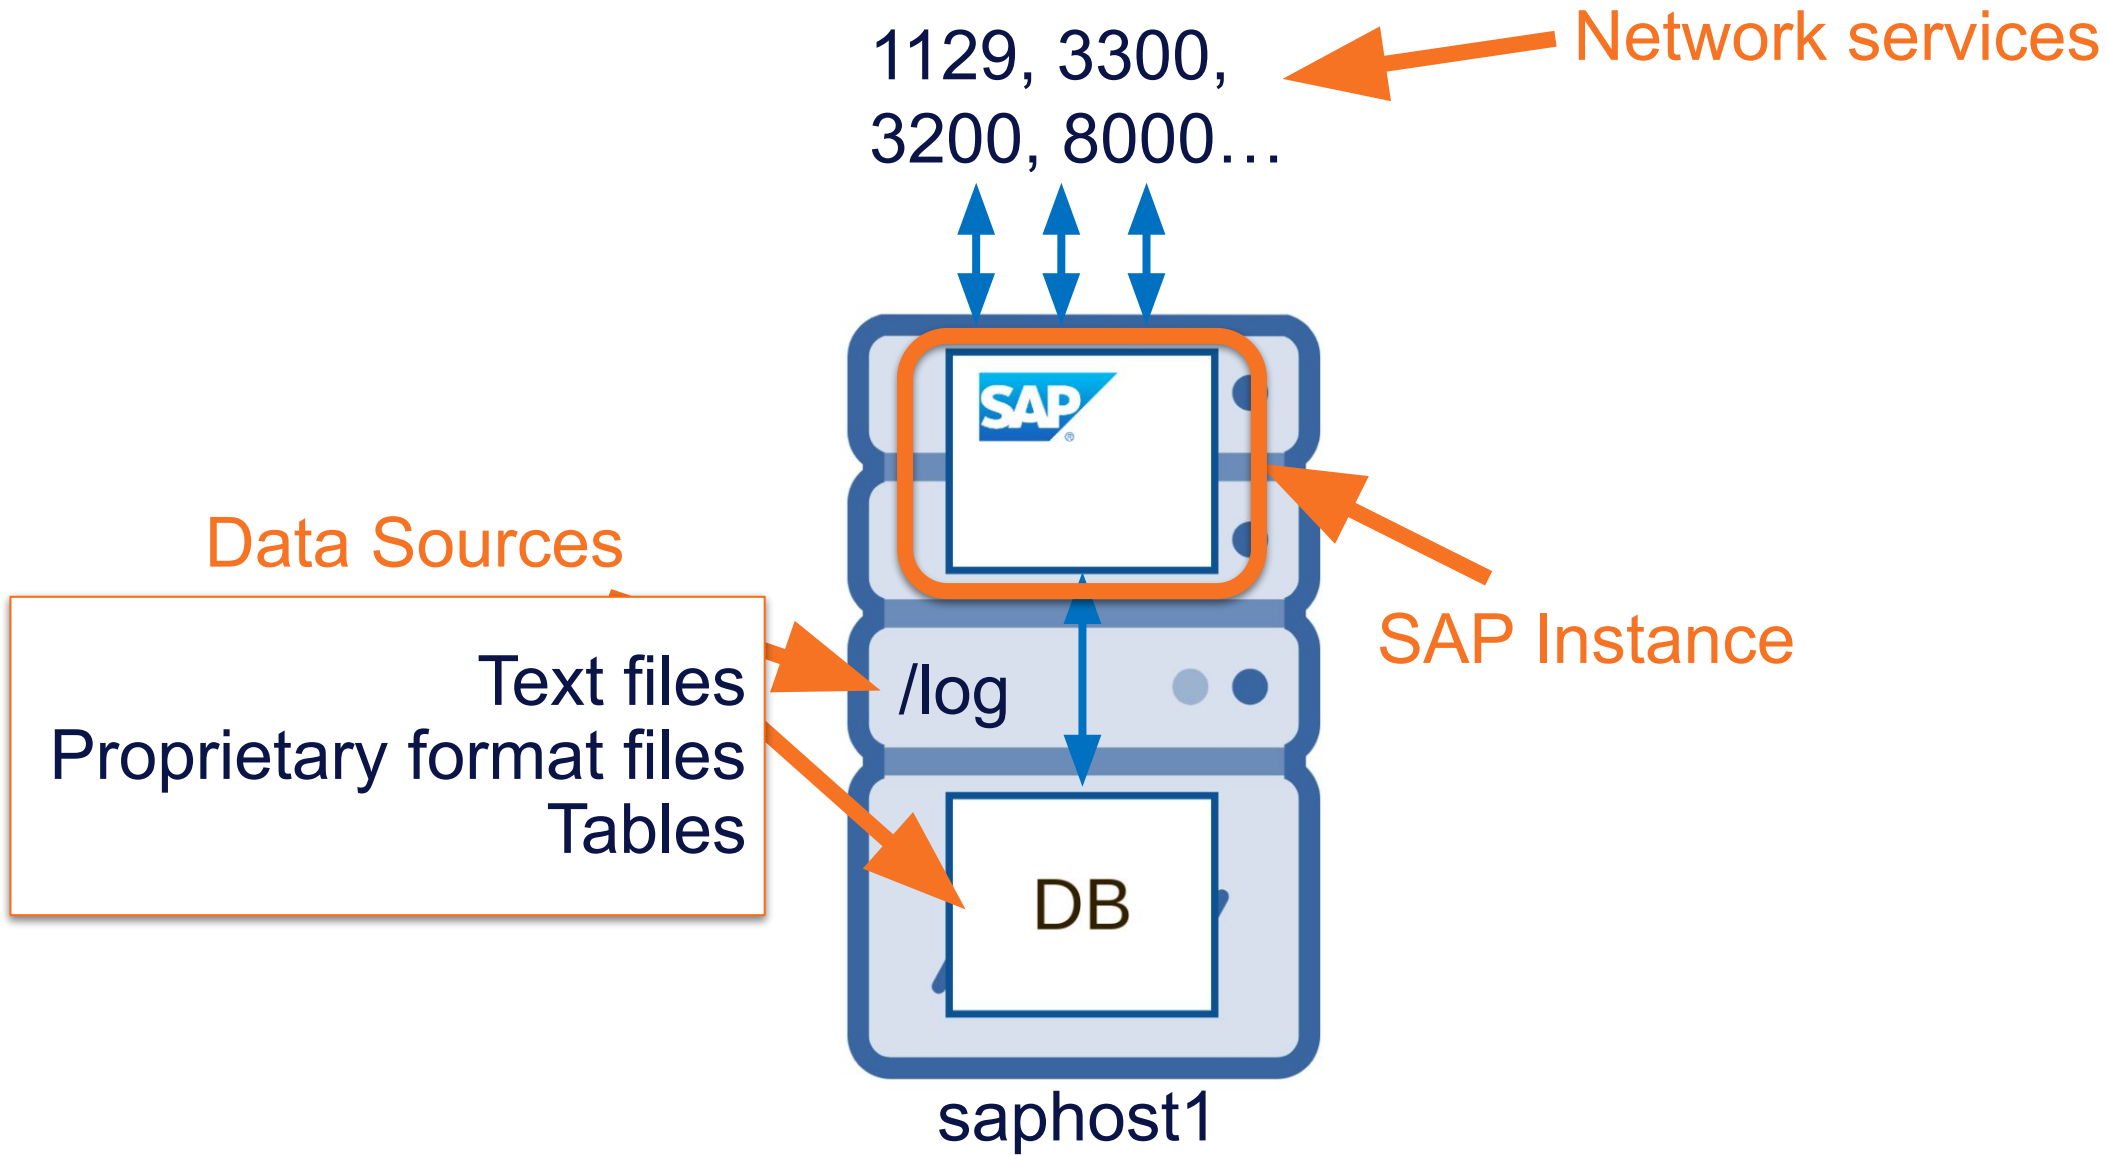 Network services
1129, 3300,
3200, 8000…
SAP
®
Data Sources
Text files
Proprietary format files
Tables
/log
SAP Instance
DB
saphost1